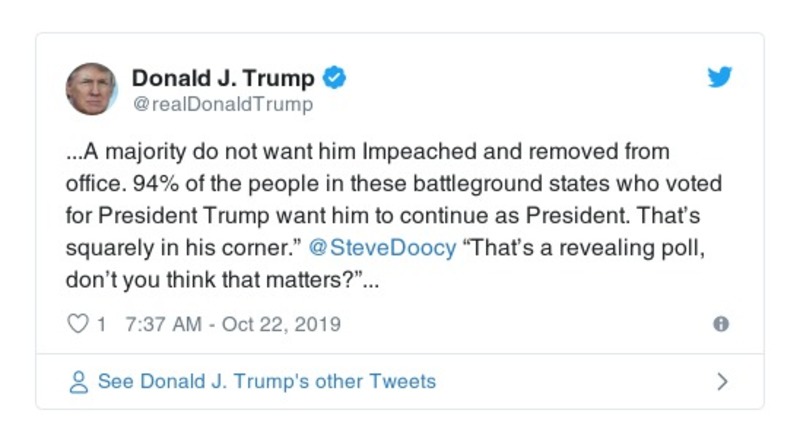 Donald J. Trump
@realDonaldTrump
...A majority do not want him Impeached and removed from
office. 94% of the people in these battleground states who voted
for President Trump want him to continue as President. That’s
squarely in his corner.” @SteveDoocy “That’s a revealing poll,
don’t you think that matters?”...
1 7:37 AM - Oct 22, 2019
See Donald J. Trump's other Tweets